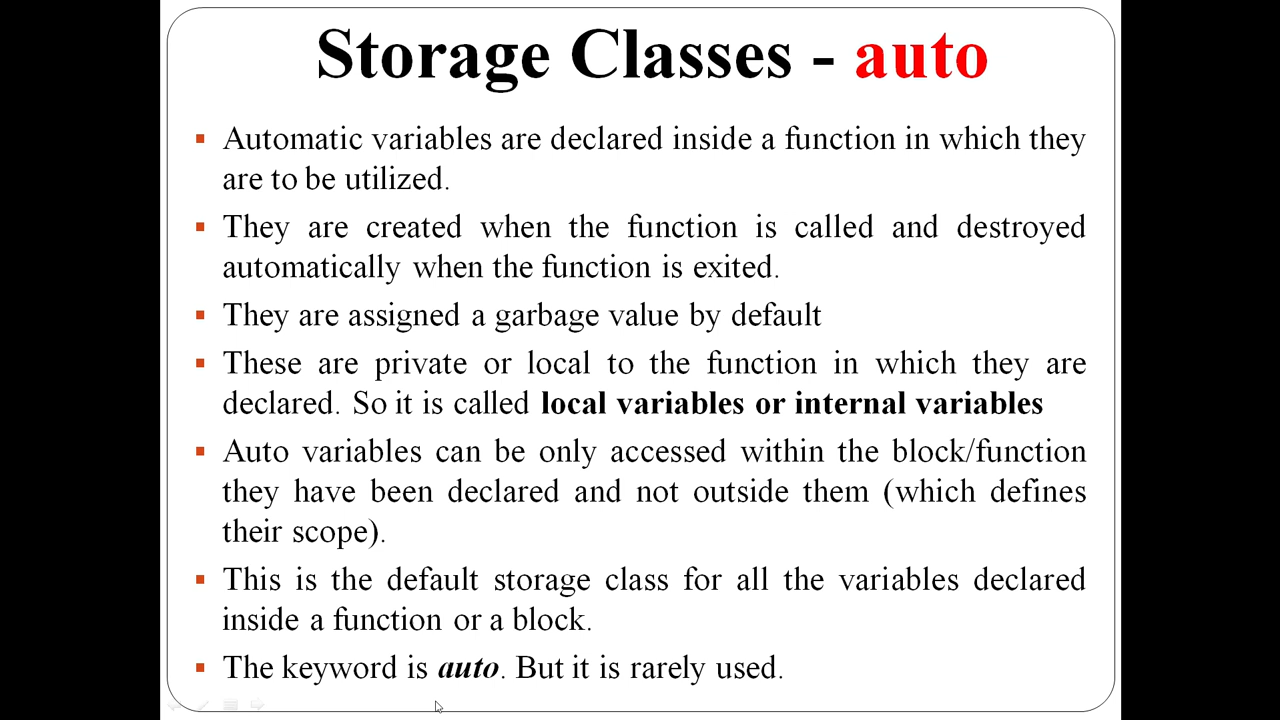 Storage Classes - auto
Automatic variables are declared inside a function in which they
are to be utilized.
They are created when the function is called and destroyed
automatically when the function is exited.
They are assigned a garbage value by default
These are private or local to the function in which they are
declared. So it is called local variables or internal variables
Auto variables can be only accessed within the block/function
they have been declared and not outside them (which defines
their scope).
This is the default storage class for all the variables declared
inside a function or a block.
The keyword is auto. But it is rarely used.